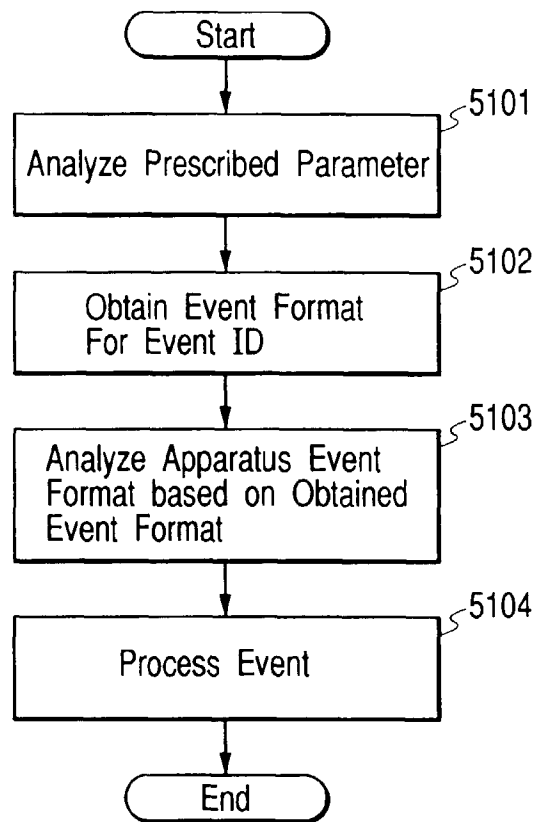 Start
5101
Analyze Prescribed Parameter
5102
Obtain Event Format
For Event ID
5103
Analyze Apparatus Event
Format based on Obtained
Event Format
5104
Process Event
End